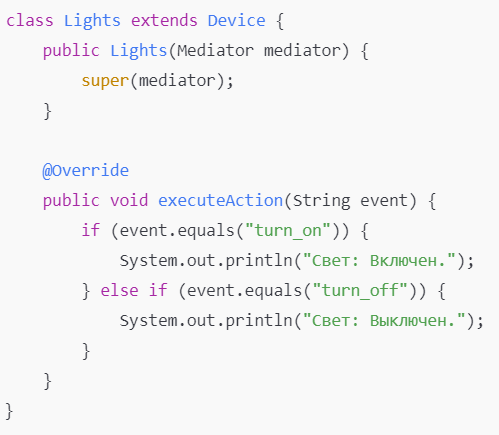 class Lights extends Device {
    public Lights(Mediator mediator) {
        super(mediator);
    }

    @Override
    public void executeAction(String event) {
        if (event.equals("turn_on")) {
            System.out.println("Свет: Включен.");
        } else if (event.equals("turn_off")) {
            System.out.println("Свет: Выключен.");
        }
    }
}